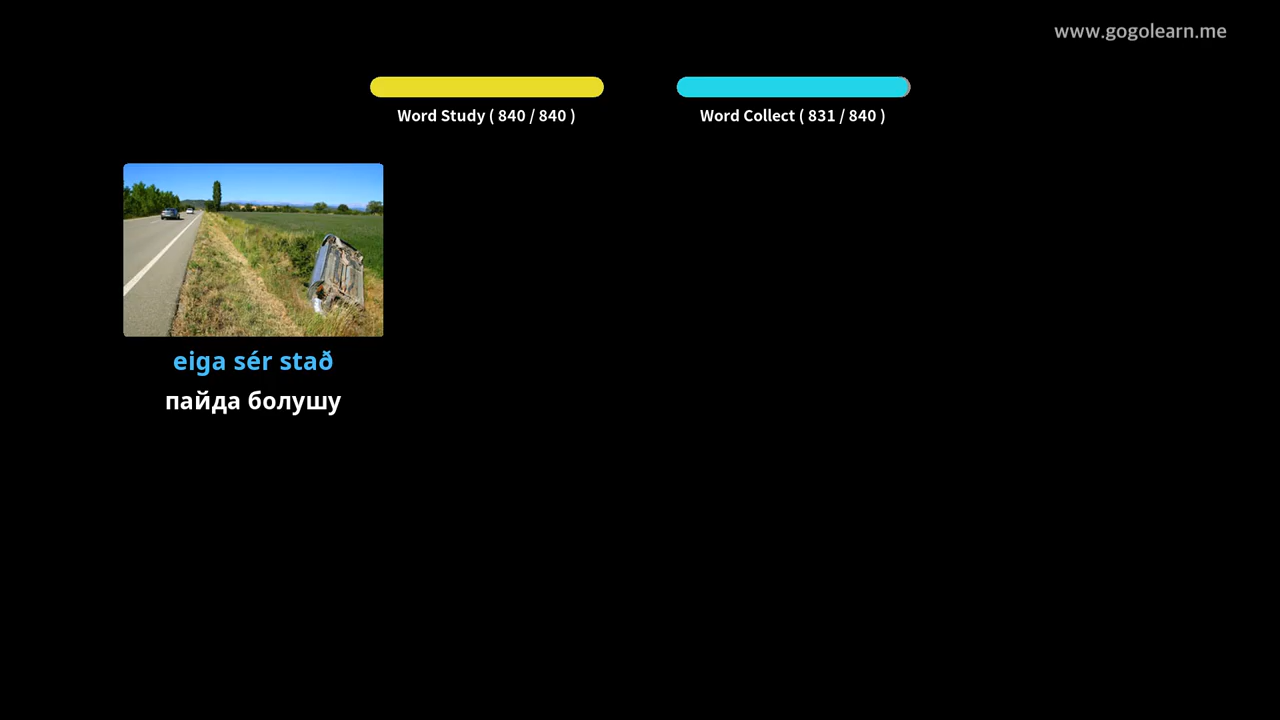 www.gogolearn.me
Word Study ( 840 / 840 )
Word Collect ( 831 / 840 )
eiga sér stað
пайда болушу